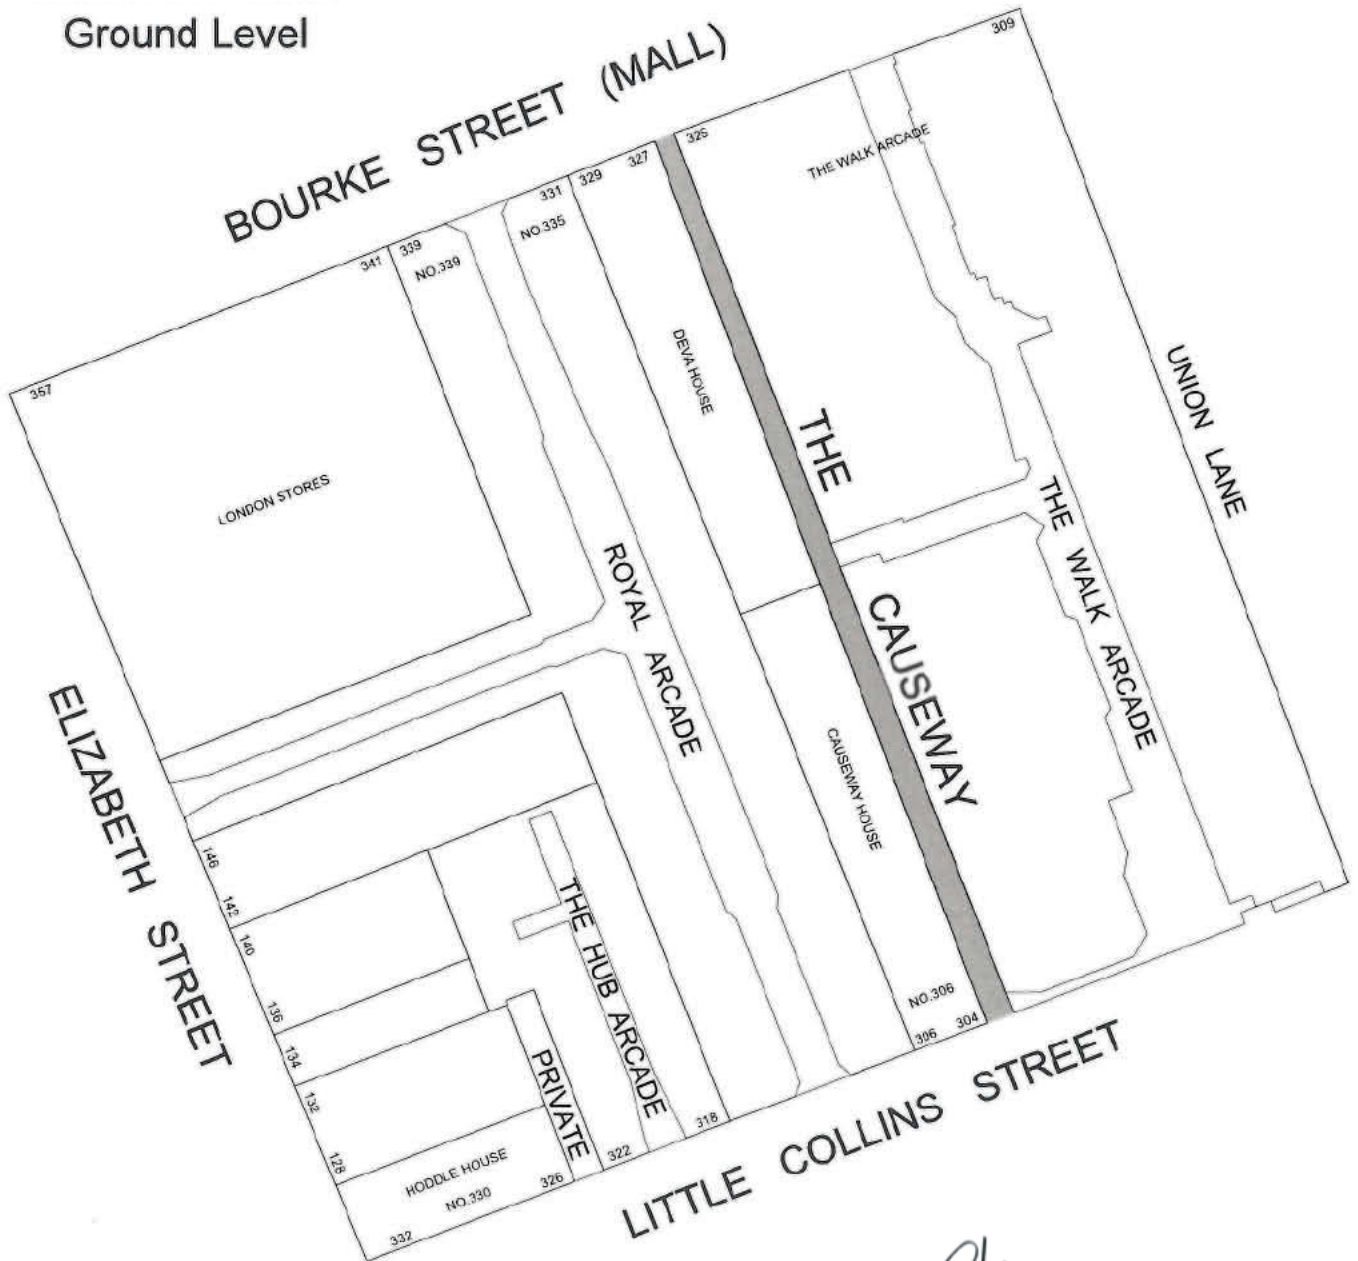 Ground Level
BOURKE STREET (MALL)
309
326
327
329
331
NO.335
339
341
NO.339
357
THE WALK ARCADE
DEVA HOUSE
LONDON STORES
THE CAUSEWAY
UNION LANE
THE WALK ARCADE
ROYAL ARCADE
CAUSEWAY HOUSE
ELIZABETH STREET
146
142
140
136
134
132
128
THE HUB ARCADE
PRIVATE
HODDLE HOUSE
NO.330
332
326
322
318
NO.306
306
304
LITTLE COLLINS STREET